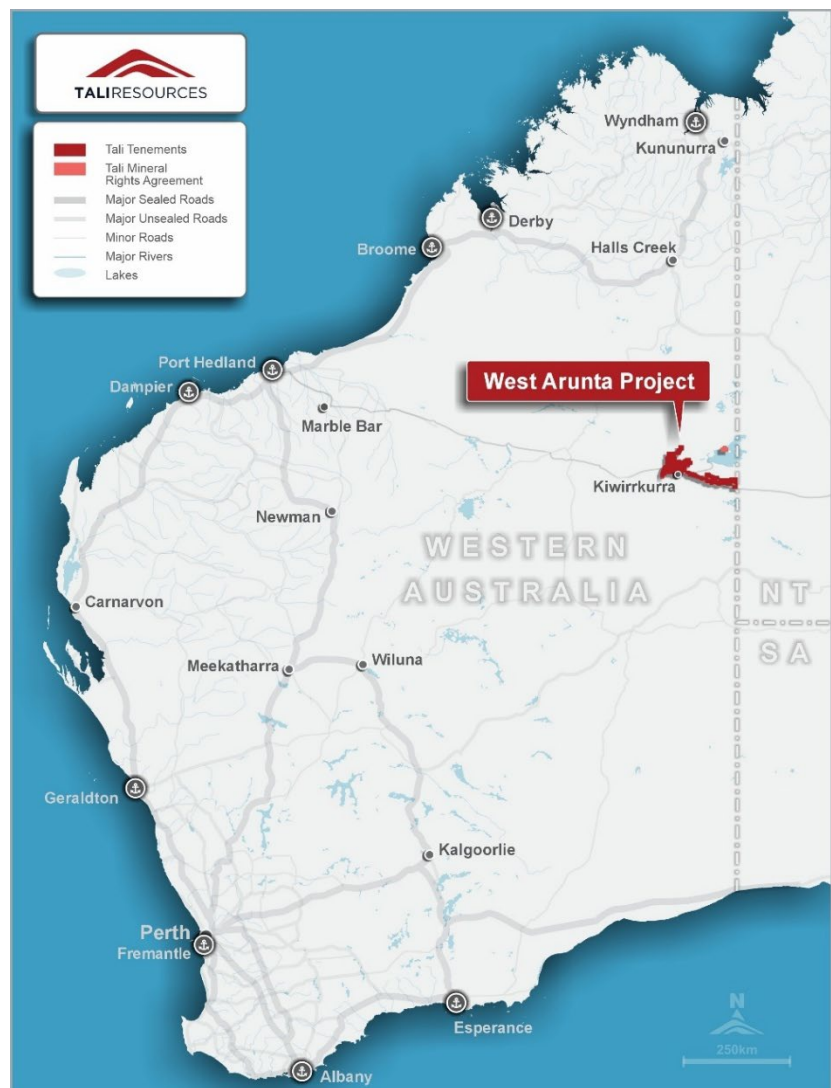 TALIRESOURCES
Tali Tenements
Tali Mineral
Rights Agreement
Major Sealed Roads
Major Unsealed Roads
Minor Roads
Major Rivers
Lakes
Wyndham
Kununurra
Derby
Broome
Halls Creek
Port Hedland
Dampier
West Arunta Project
Marble Bar
Kiwirrkurra
Newman
WESTERN
AUSTRALIA
NT
SA
Carnarvon
Meekatharra
Wiluna
Geraldton
Kalgoorlie
Perth
Fremantle
Esperance
N
250km
Albany